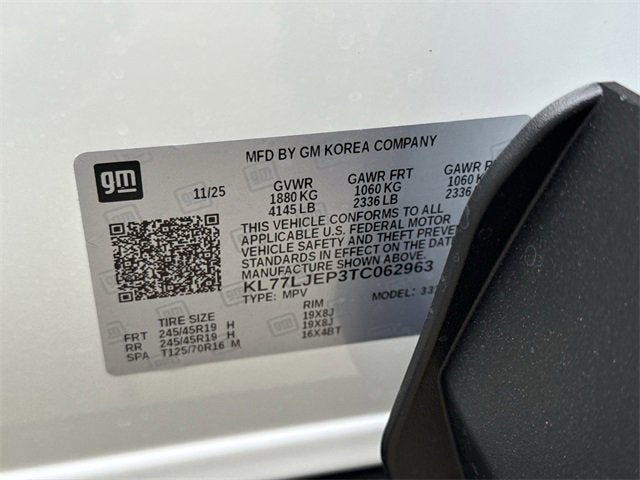 MFD BY GM KOREA COMPANY
gm
11/25
GVWR
1880 KG
4145 LB
GAWR FRT
1060 KG
2336 LB
GAWR
1060 KG
2336
THIS VEHICLE CONFORMS TO ALL
APPLICABLE U.S. FEDERAL MOTOR
VEHICLE SAFETY AND THEFT
STANDARDS IN EFFECT ON THE DATE
MANUFACTURE SHOWN
KL77LJEP3TC062963
TYPE: MPV
MODEL:
TIRE SIZE
RIM
FRT 245/45R19 H 19X8J
RR 245/45R19 H 19X8J
SPA T125/70R16 M 16X4BT